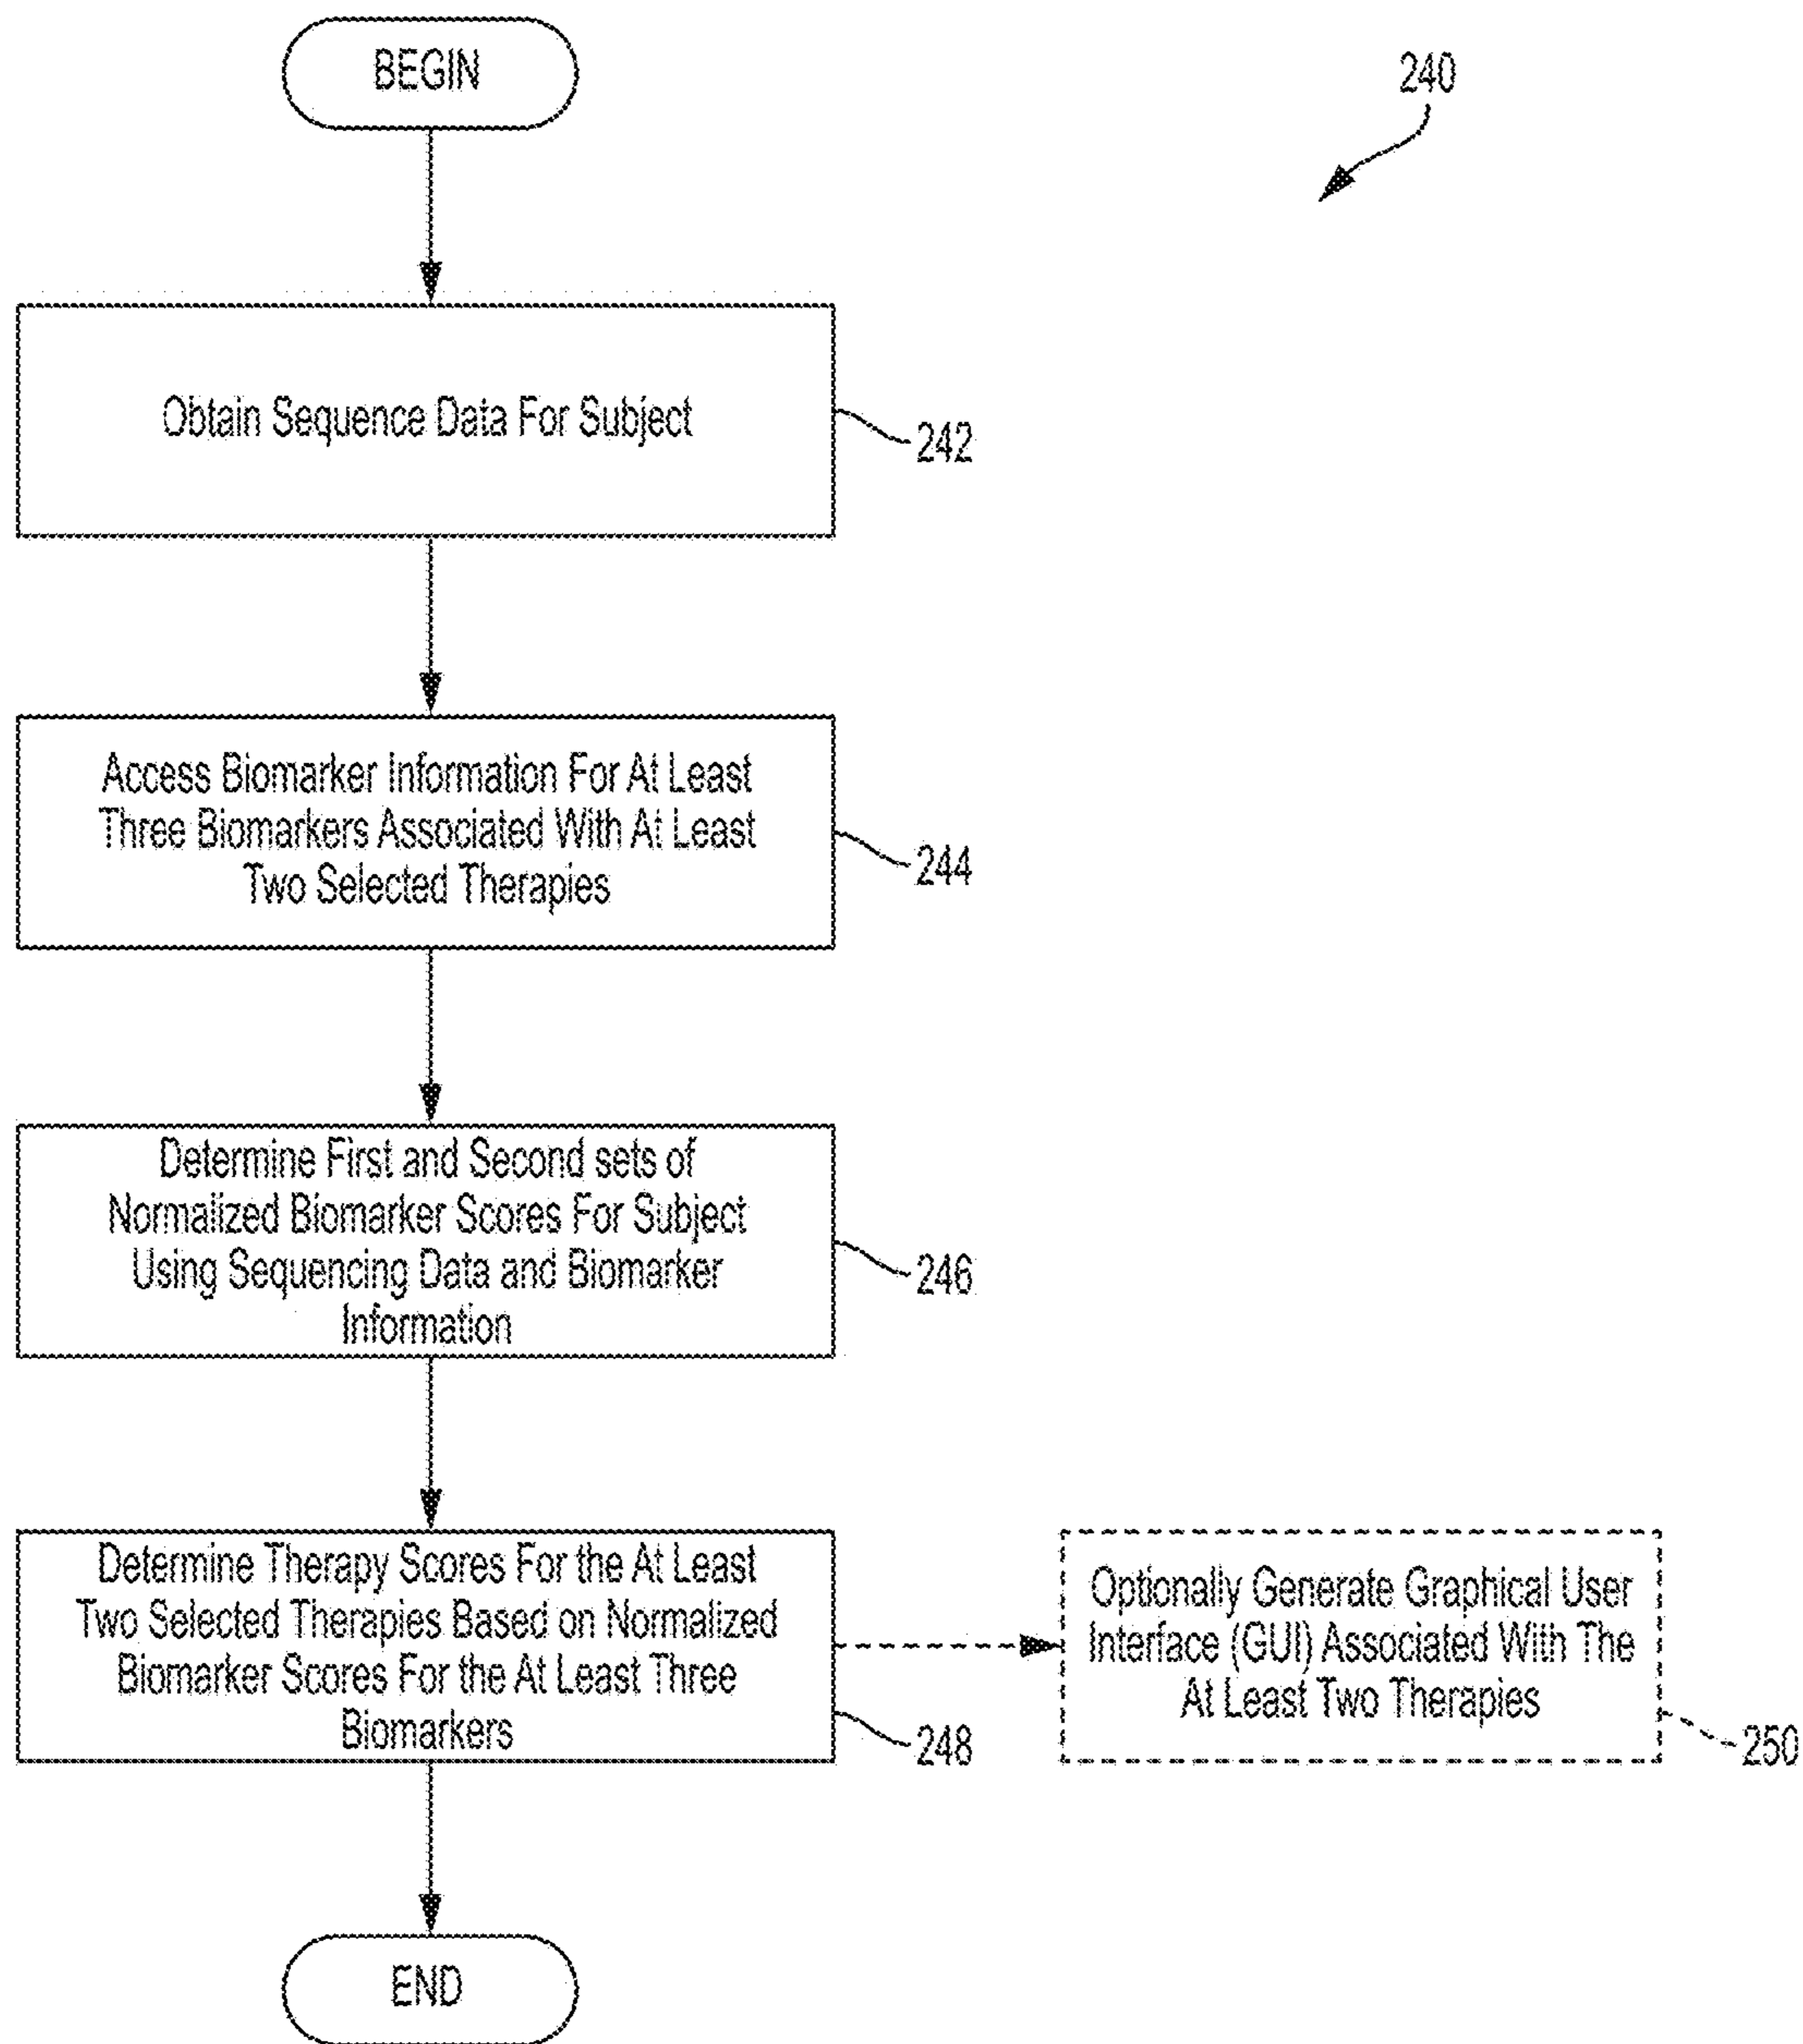 BEGIN
240
Obtain Sequence Data For Subject
242
Access Biomarker Information For At Least
Three Biomarkers Associated With At Least
Two Selected Therapies
244
Determine First and Second sets of
Normalized Biomarker Scores For Subject
Using Sequencing Data and Biomarker
Information
246
Determine Therapy Scores For the At Least
Two Selected Therapies Based on Normalized
Biomarker Scores For the At Least Three
Biomarkers
248
Optionally Generate Graphical User
Interface (GUI) Associated With The
At Least Two Therapies
250
END